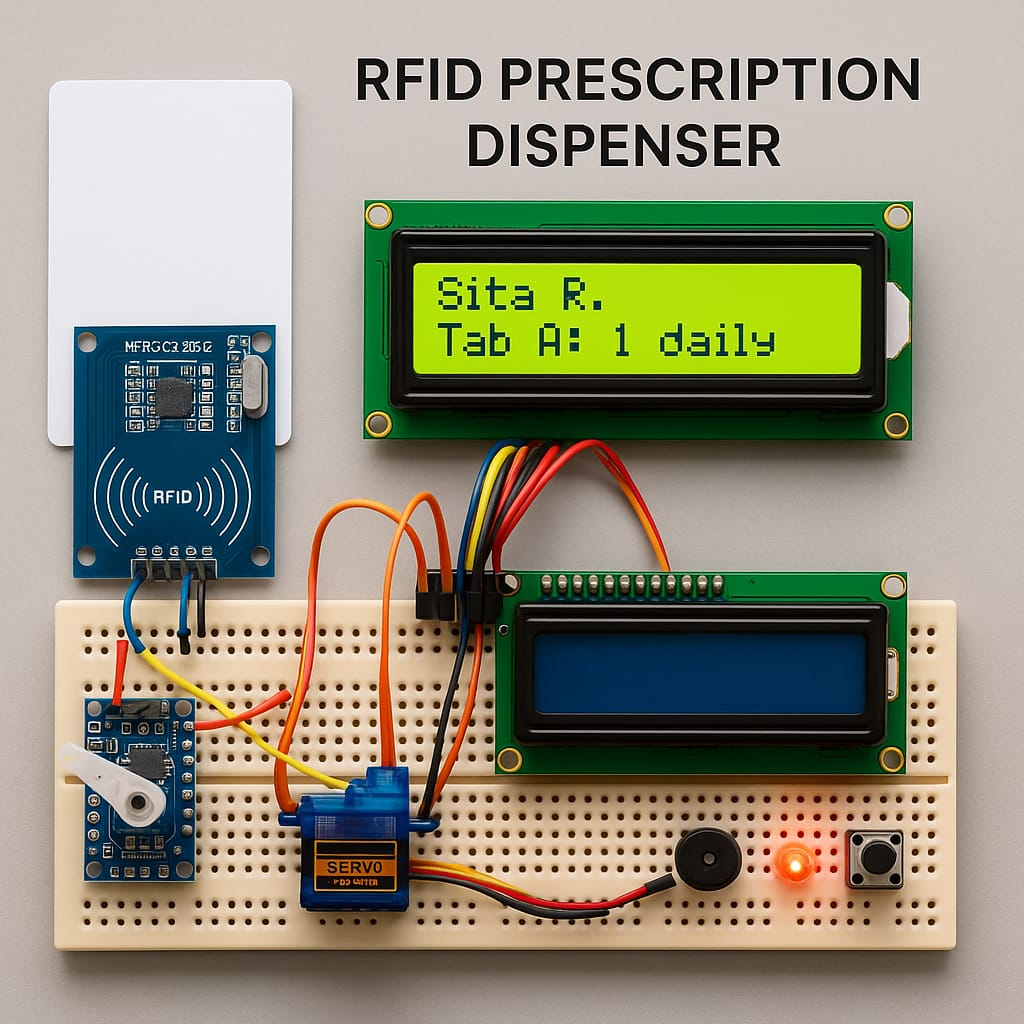 RFID PRESCRIPTION
DISPENSER
Sita R.
Tab A: 1 daily
RFID
SERVO